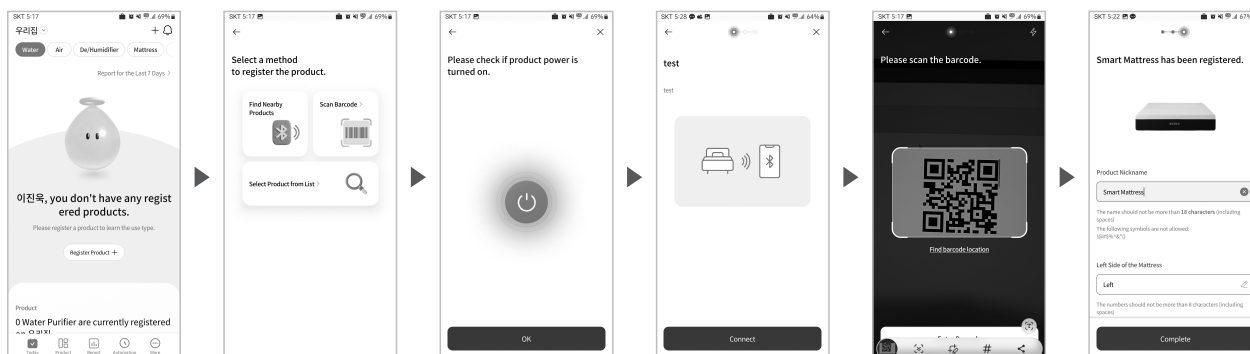 SKT 5:17
69%
우리집
Water
Air
De/Humidifier
Mattress
Report for the Last 7 Days >
이진욱, you don't have any regist
ered products.
Please register a product to learn the use type.
Register Product +
Product
0 Water Purifier are currently registered
on 우리집
Today
Product
Report
Automation
More
SKT 5:17
69%
Select a method
to register the product.
Find Nearby
Products
Scan Barcode >
Select Product from List >
SKT 5:17
69%
Please check if product power is
turned on.
OK
SKT 5:28
64%
test
test
Connect
SKT 5:17
69%
Please scan the barcode.
Find barcode location
SKT 5:22
67%
Smart Mattress has been registered.
Product Nickname
Smart Mattress
The name should not be more than 18 characters (including
spaces)
The following symbols are not allowed:
Left Side of the Mattress
Left
The numbers should not be more than 8 characters (including
spaces)
Complete